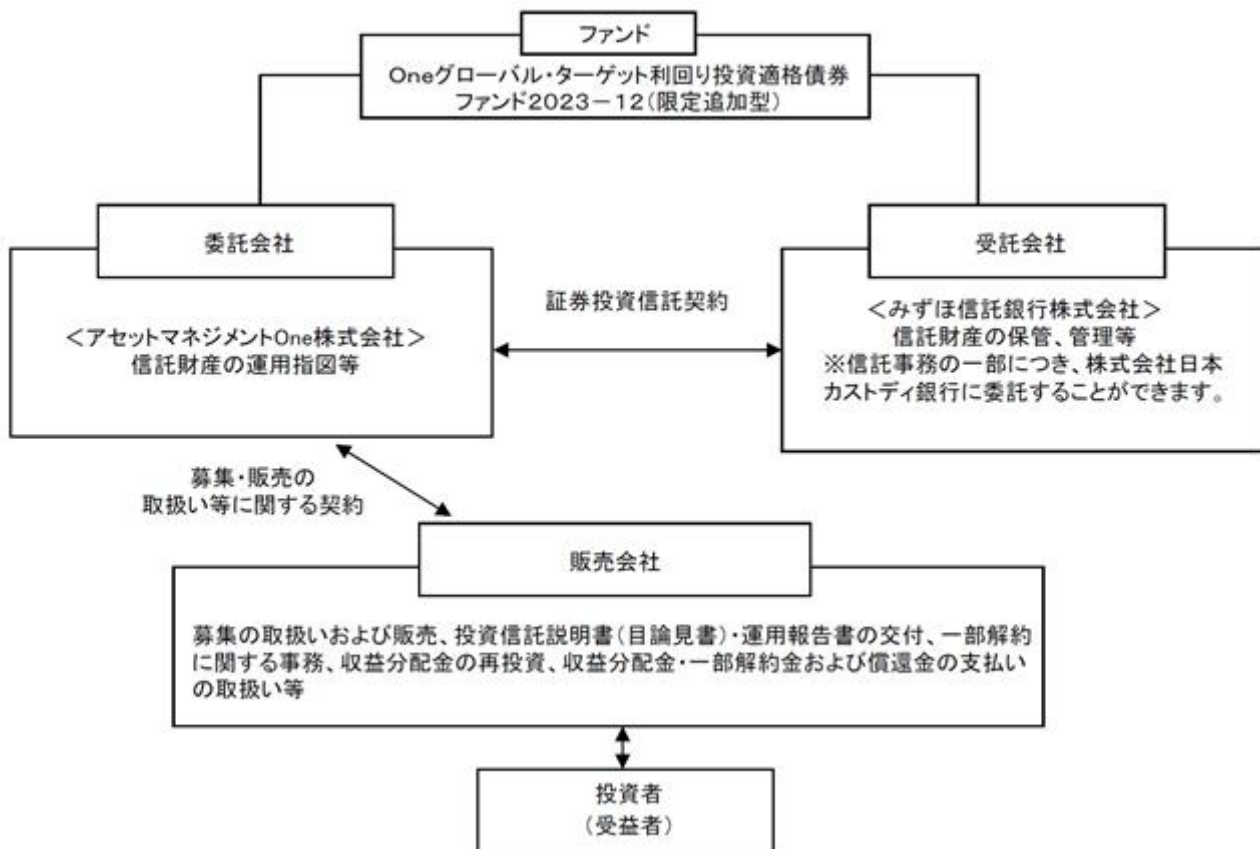 ファンド
Oneグローバル・ターゲット利回り投資適格債券
ファンド2023－12(限定追加型)
委託会社
＜アセットマネジメントOne株式会社＞
信託財産の運用指図等
証券投資信託契約
受託会社
＜みずほ信託銀行株式会社＞
信託財産の保管、管理等
※信託事務の一部につき、株式会社日本
カストディ銀行に委託することができます。
募集・販売の
取扱い等に関する契約
販売会社
募集の取扱いおよび販売、投資信託説明書(目論見書)・運用報告書の交付、一部解約
に関する事務、収益分配金の再投資、収益分配金・一部解約金および償還金の支払い
の取扱い等
投資者
(受益者)